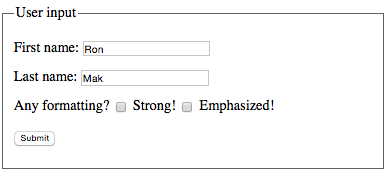 User input
First name: Ron
Last name: Mak
Any formatting? Strong! Emphasized!
Submit